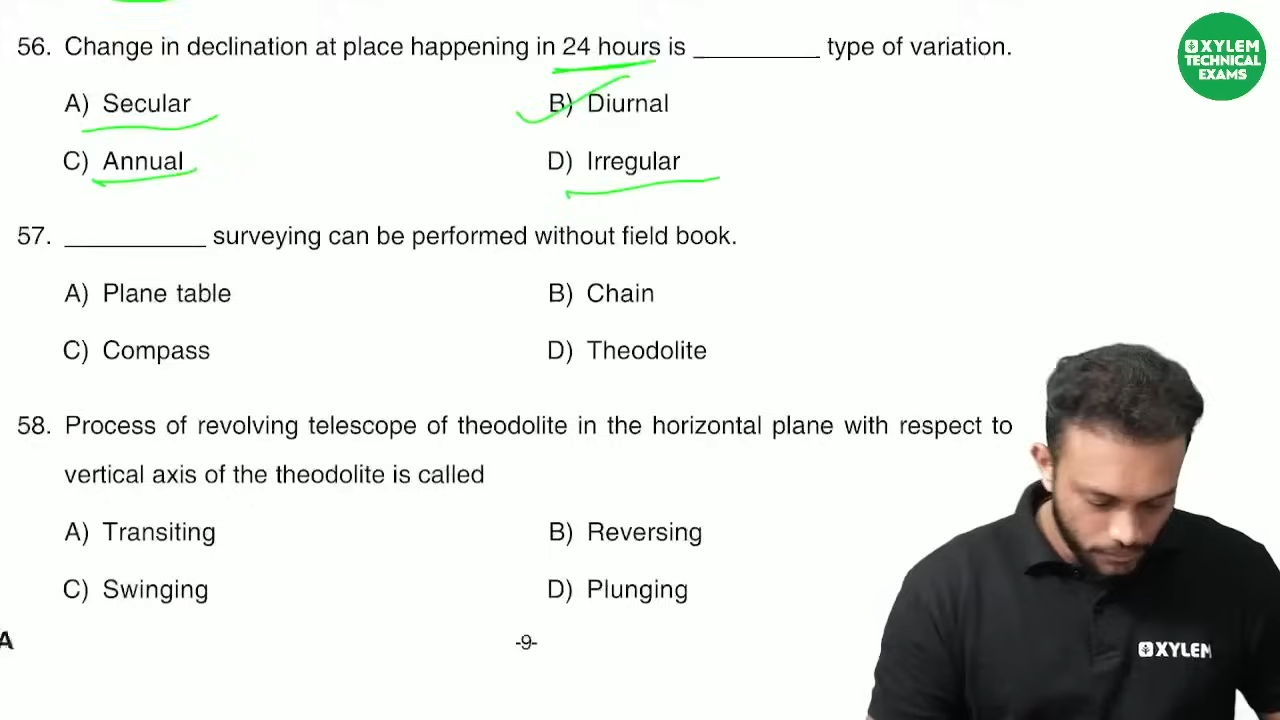 56. Change in declination at place happening in 24 hours is __________ type of variation.
A) Secular
B) Diurnal
C) Annual
D) Irregular
57. __________ surveying can be performed without field book.
A) Plane table
B) Chain
C) Compass
D) Theodolite
58. Process of revolving telescope of theodolite in the horizontal plane with respect to
vertical axis of the theodolite is called
A) Transiting
B) Reversing
C) Swinging
D) Plunging
A
-9-
XYLEM
TECHNICAL
EXAMS
XYLEM